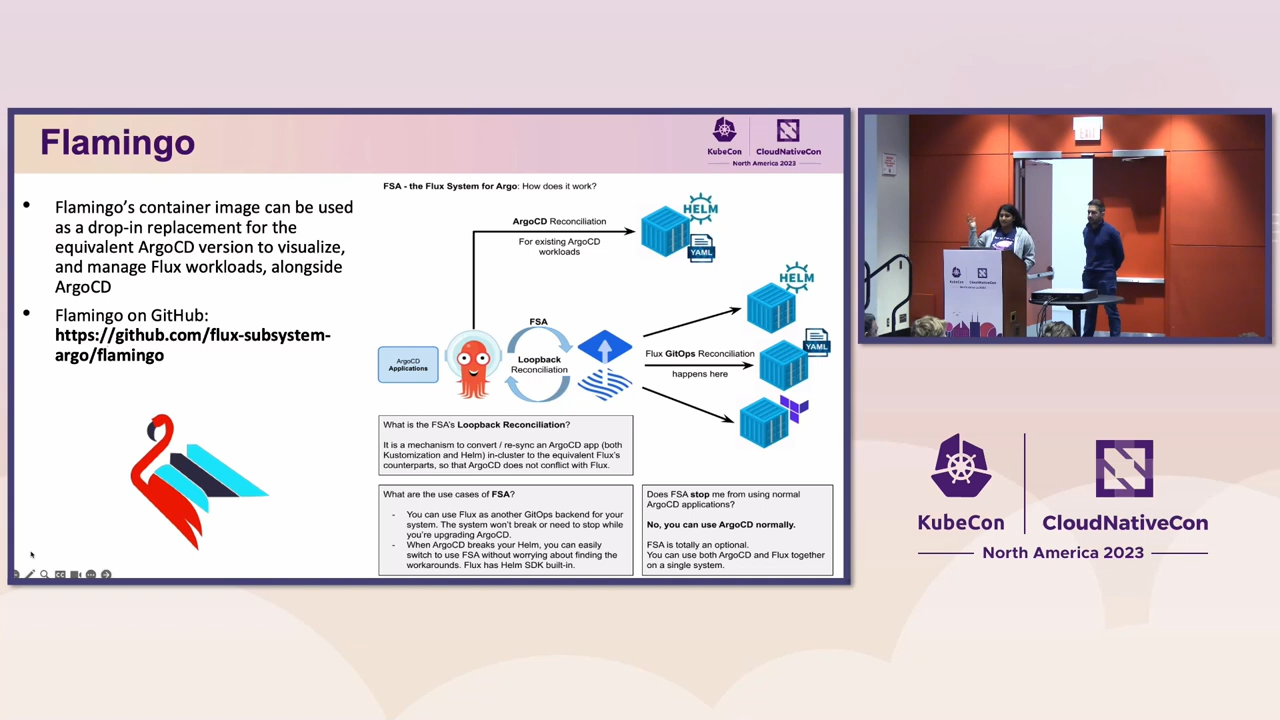 Flamingo
KubeCon
CloudNativeCon
North America 2023
• Flamingo's container image can be used
as a drop-in replacement for the
equivalent ArgoCD version to visualize,
and manage Flux workloads, alongside
ArgoCD
• Flamingo on GitHub:
https://github.com/flux-subsystem-
argo/flamingo
FSA - the Flux System for Argo: How does it work?
ArgoCD Reconciliation
For existing ArgoCD
workloads
HELM
YAML
HELM
FSA
YAML
ArgoCD
Applications
Loopback
Reconciliation
Flux GitOps Reconciliation
happens here
What is the FSA's Loopback Reconciliation?
It is a mechanism to convert / re-sync an ArgoCD app (both
Kustomization and Helm) in-cluster to the equivalent Flux's
counterparts, so that ArgoCD does not conflict with Flux.
What are the use cases of FSA?
- You can use Flux as another GitOps backend for your
system. The system won't break or need to stop while
you're upgrading ArgoCD.
- When ArgoCD breaks your Helm, you can easily
switch to use FSA without worrying about finding the
workarounds. Flux has Helm SDK built-in.
Does FSA stop me from using normal
ArgoCD applications?
No, you can use ArgoCD normally.
FSA is totally an optional.
You can use both ArgoCD and Flux together
on a single system.
EXIT
KubeCon
CloudNativeCon
North America 2023